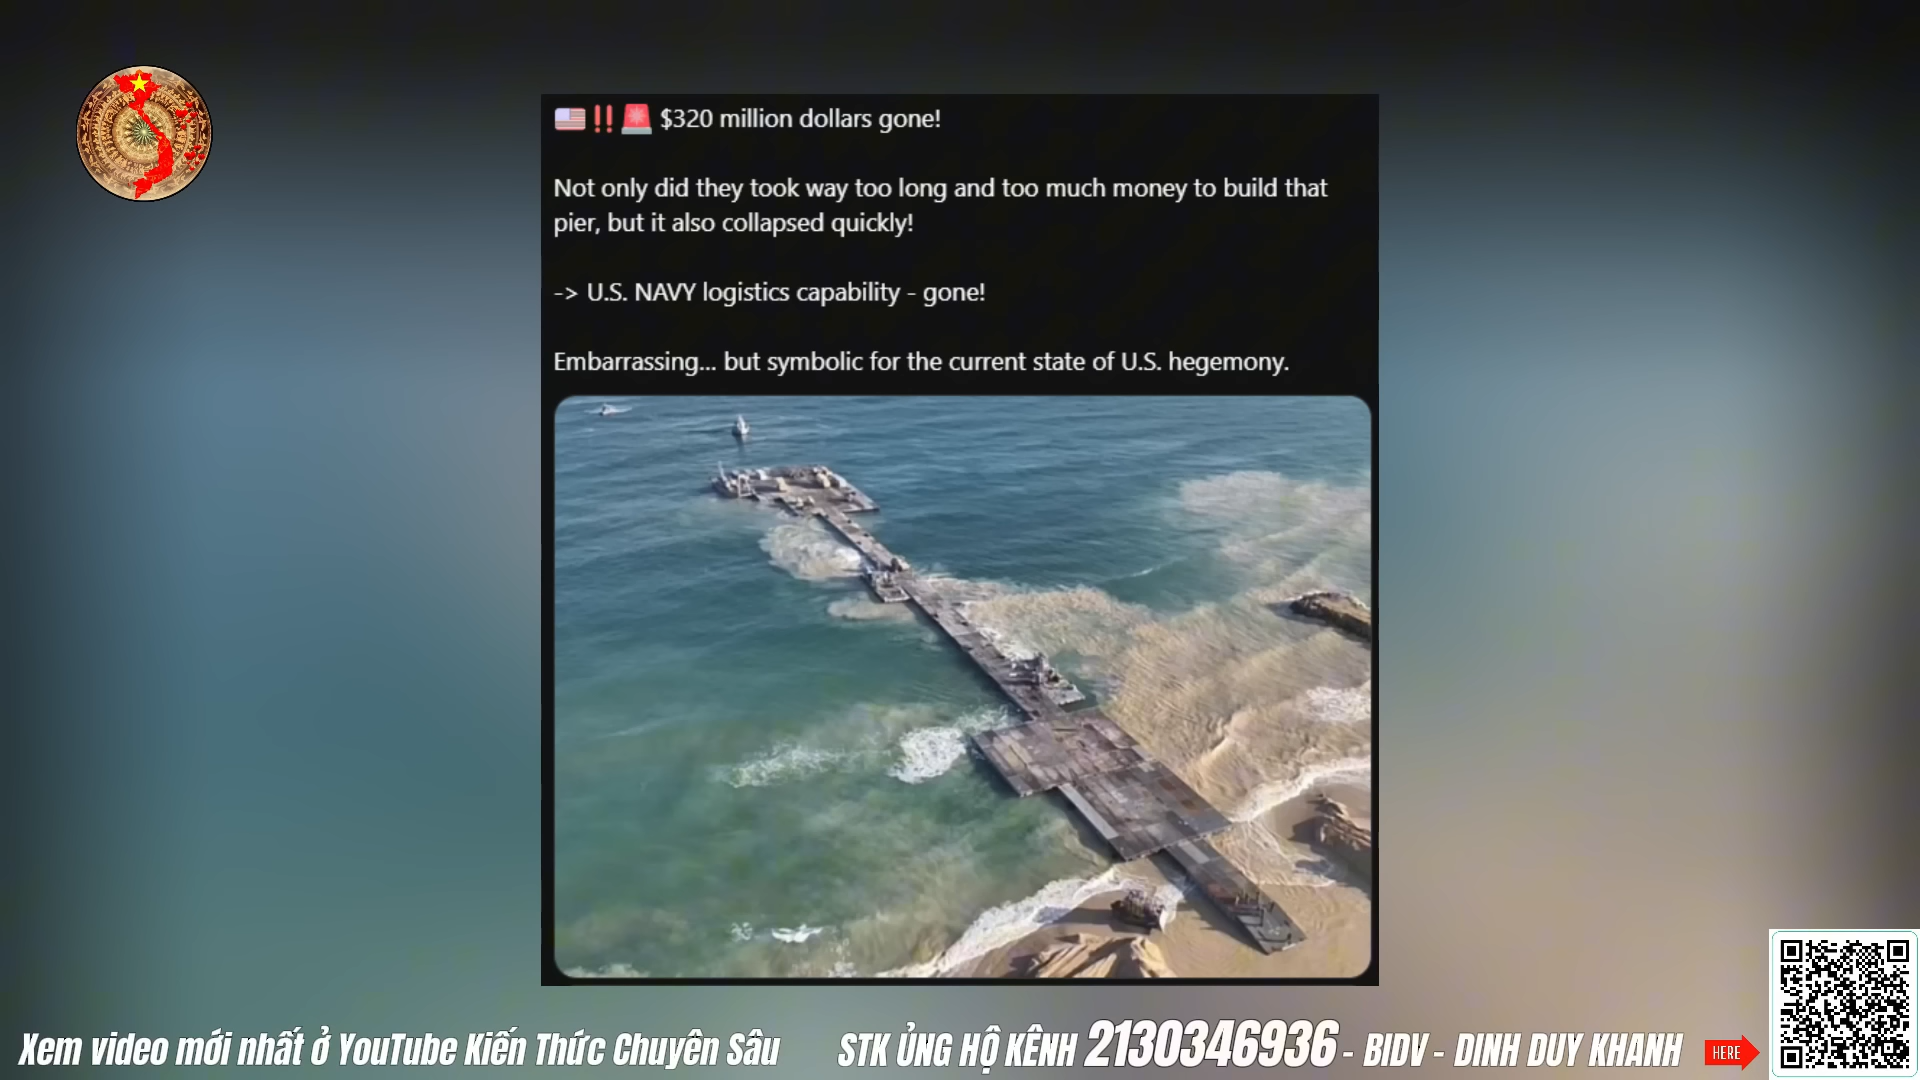 🇺🇸‼️🚨 $320 million dollars gone!
Not only did they took way too long and too much money to build that
pier, but it also collapsed quickly!
-> U.S. NAVY logistics capability - gone!
Embarrassing... but symbolic for the current state of U.S. hegemony.
Xem video mới nhất ở YouTube Kiến Thức Chuyên Sâu
STK ỦNG HỘ KÊNH 2130346936 - BIDV - DINH DUY KHANH
HERE